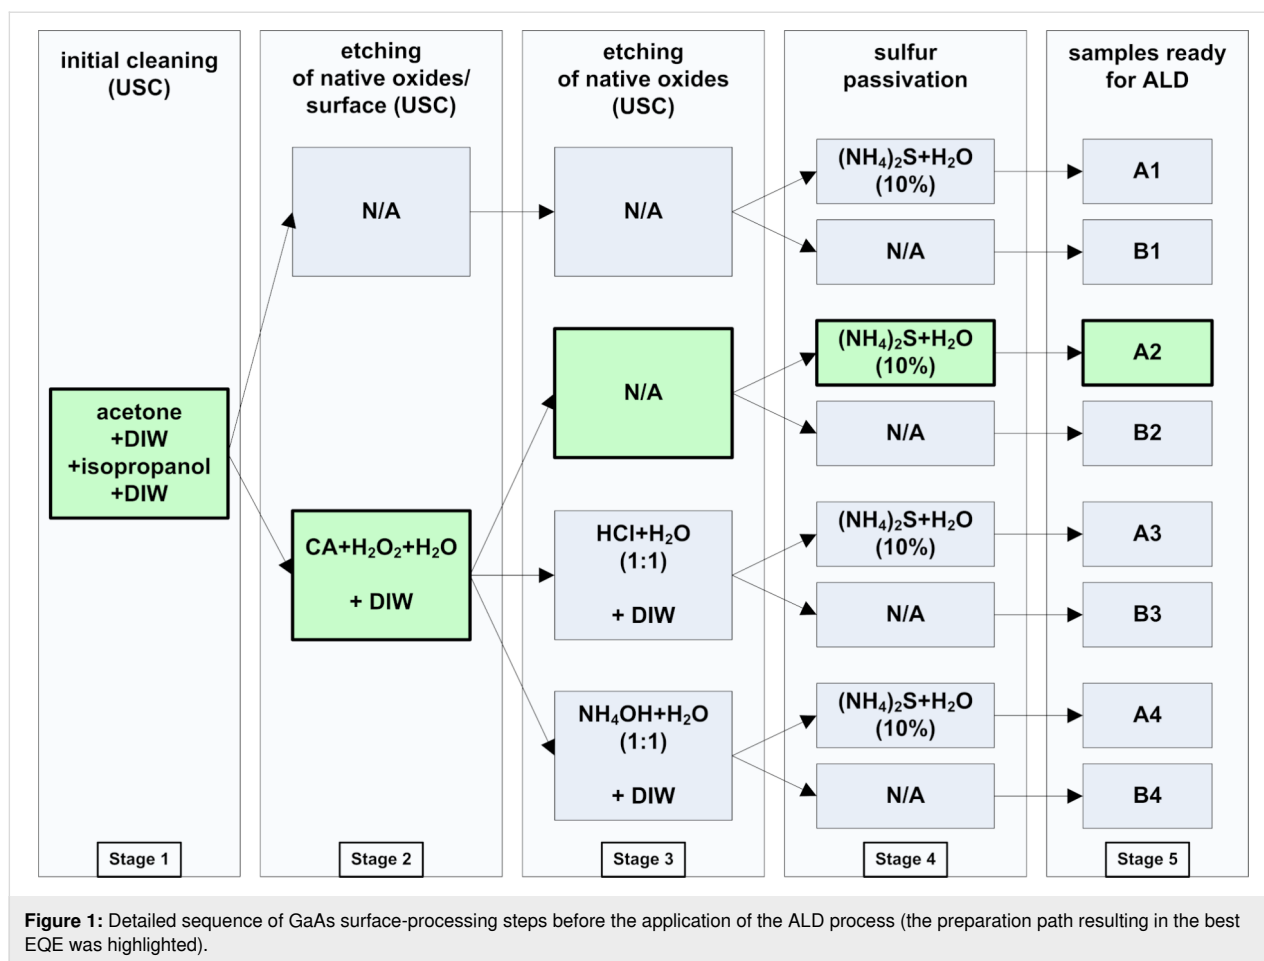 initial cleaning
(USC)
etching
of native oxides/
surface (USC)
etching
of native oxides
(USC)
sulfur
passivation
samples ready
for ALD
acetone
+DIW
+isopropanol
+DIW
N/A
CA+H₂O₂+H₂O
+ DIW
N/A
N/A
HCl+H₂O
(1:1)
+ DIW
NH₄OH+H₂O
(1:1)
+ DIW
(NH₄)₂S+H₂O
(10%)
N/A
(NH₄)₂S+H₂O
(10%)
N/A
(NH₄)₂S+H₂O
(10%)
N/A
(NH₄)₂S+H₂O
(10%)
N/A
A1
B1
A2
B2
A3
B3
A4
B4
Stage 1
Stage 2
Stage 3
Stage 4
Stage 5
Figure 1: Detailed sequence of GaAs surface-processing steps before the application of the ALD process (the preparation path resulting in the best
EQE was highlighted).